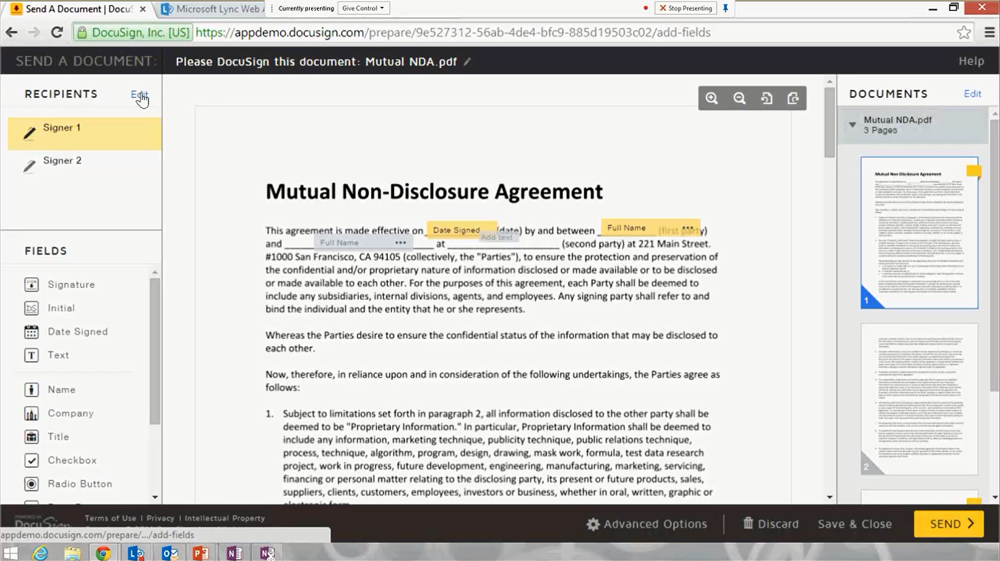 Send A Document | DocuS
Microsoft Lync Web
Currently presenting
Give Control
Stop Presenting
DocuSign, Inc. [US]
https://appdemo.docusign.com/prepare/9e527312-56ab-4de4-bfc9-885d19503c02/add-fields
SEND A DOCUMENT:
Please DocuSign this document: Mutual NDA.pdf
Help
RECIPIENTS
Edit
Signer 1
Signer 2
FIELDS
Signature
Initial
Date Signed
Text
Name
Company
Title
Checkbox
Radio Button
Mutual Non-Disclosure Agreement
This agreement is made effective on Date Signed (date) by and between Full Name (first party)
Add text
and Full Name at (second party) at 221 Main Street.
#1000 San Francisco, CA 94105 (collectively, the "Parties"), to ensure the protection and preservation of
the confidential and/or proprietary nature of information disclosed or made available or to be disclosed
or made available to each other. For the purposes of this agreement, each Party shall be deemed to
include any subsidiaries, internal divisions, agents, and employees. Any signing party shall refer to and
bind the individual and the entity that he or she represents.
Whereas the Parties desire to ensure the confidential status of the information that may be disclosed to
each other.
Now, therefore, in reliance upon and in consideration of the following undertakings, the Parties agree as
follows:
1. Subject to limitations set forth in paragraph 2, all information disclosed to the other party shall be
deemed to be "Proprietary Information." In particular, Proprietary Information shall be deemed to
include any information, marketing technique, publicity technique, public relations technique,
process, technique, algorithm, program, design, drawing, mask work, formula, test data research
project, work in progress, future development, engineering, manufacturing, marketing, servicing,
financing or personal matter relating to the disclosing party, its present or future products, sales,
suppliers, clients, customers, employees, investors or business, whether in oral, written, graphic or
electronic form.
DOCUMENTS
Edit
Mutual NDA.pdf
3 Pages
Mutual Non-Disclosure Agreement
1
2
DocuSign
Terms of Use | Privacy | Intellectual Property
appdemo.docusign.com/prepare/.../add-fields
Advanced Options
Discard
Save & Close
SEND